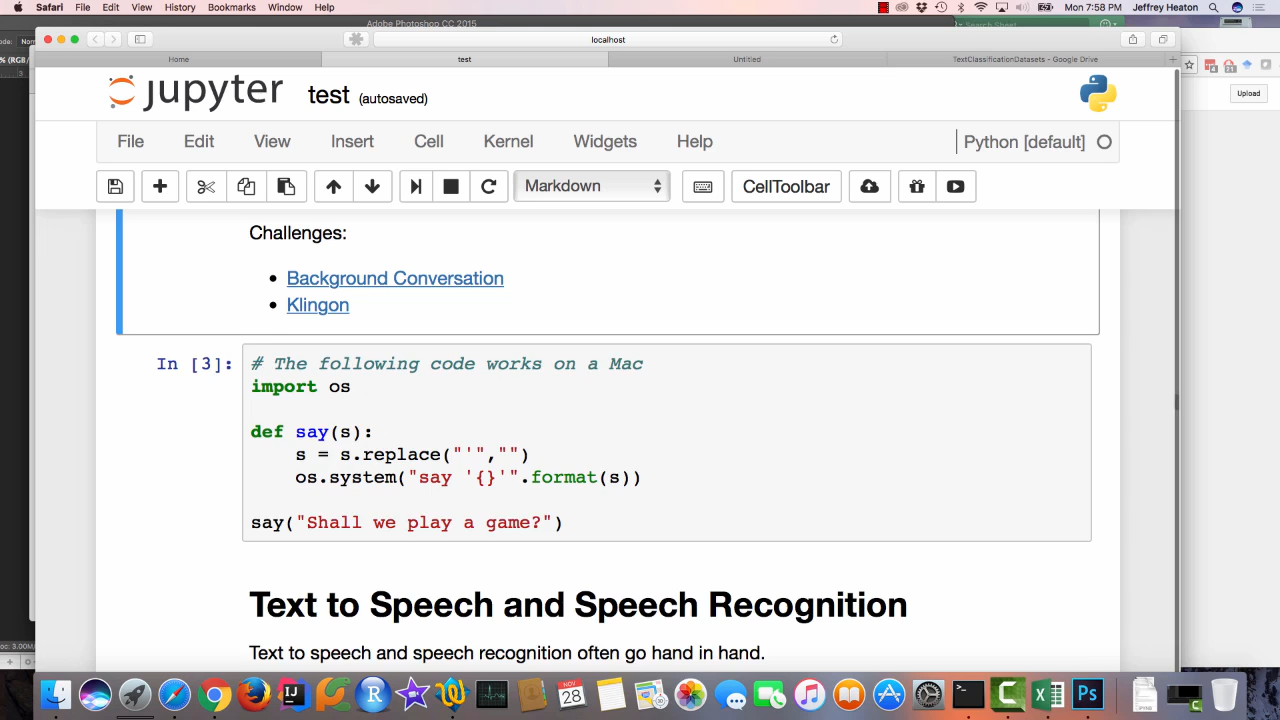 Safari File Edit View History Bookmarks Window Help
Mon 7:58 PM Jeffrey Heaton
Adobe Photoshop CC 2015
Search Sheet
localhost
Home test Untitled TextClassificationDatasets - Google Drive
Upload
jupyter test (autosaved)
File Edit View Insert Cell Kernel Widgets Help
Python [default]
Markdown
CellToolbar
Challenges:
Background Conversation
Klingon
In [3]:
# The following code works on a Mac
import os
def say(s):
s = s.replace("'","")
os.system("say '{}'".format(s))
say("Shall we play a game?")
Text to Speech and Speech Recognition
Text to speech and speech recognition often go hand in hand.
NOV
28